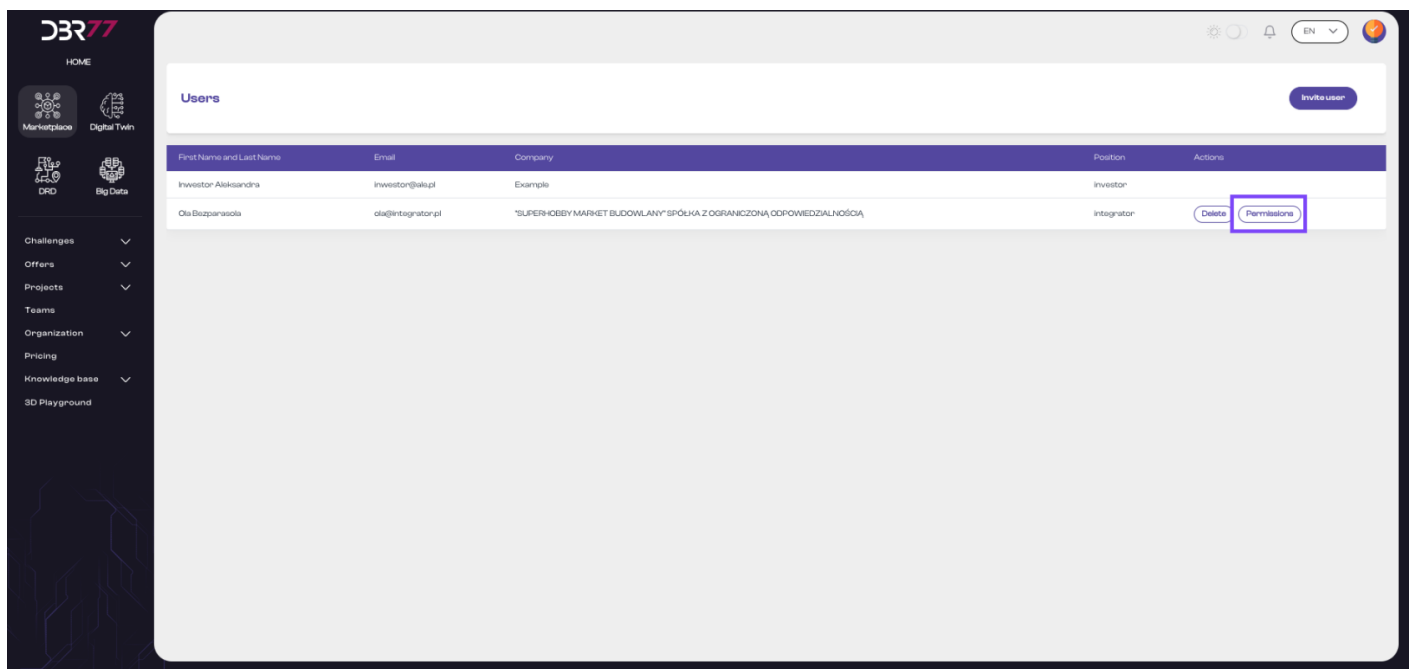 DBR77
HOME
Marketplace
Digital Twin
DRD
Big Data
Challenges
Offers
Projects
Teams
Organization
Pricing
Knowledge base
3D Playground
EN
Users
Invite user
First Name and Last Name Email Company Position Actions
Inwestor Aleksandra inwestor@ale.pl Example investor
Ola Bezparasola ola@integrator.pl "SUPERHOBBY MARKET BUDOWLANY" SPÓŁKA Z OGRANICZONĄ ODPOWIEDZIALNOŚCIĄ integrator Delete Permissions